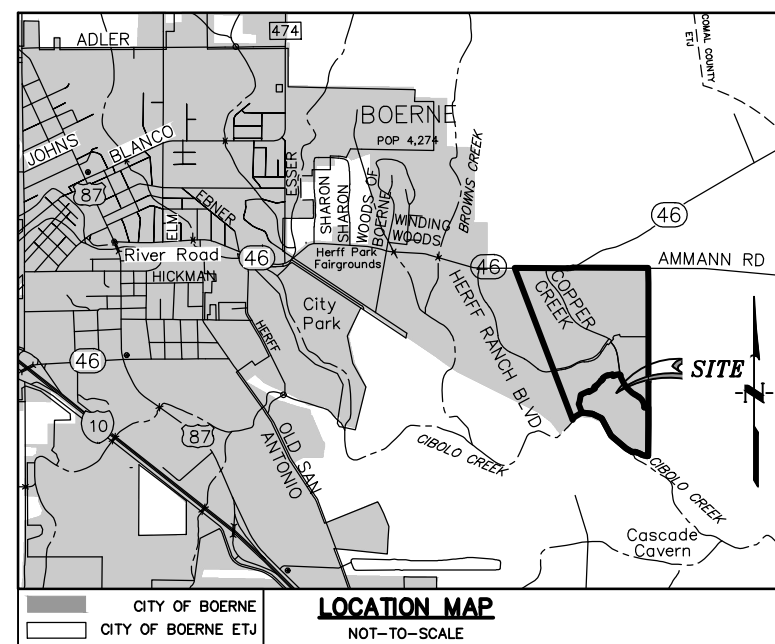 ADLER
474
COMAL COUNTY
ETJ
BOERNE
POP 4,274
JOHNS
BLANCO
87
ELM
EBNER
ESSER
SHARON
SHARON
WOODS OF
BOERNE
WINDING
WOODS
BROWNS CREEK
46
River Road
HICKMAN
46
Herff Park
Fairgrounds
46
AMMANN RD
City
Park
HERFF
HERFF RANCH BLVD
COPPER
CREEK
46
SITE
N
10
87
OLD SAN
ANTONIO
CIBOLO CREEK
CIBOLO CREEK
Cascade
Cavern
CITY OF BOERNE
CITY OF BOERNE ETJ
LOCATION MAP
NOT-TO-SCALE